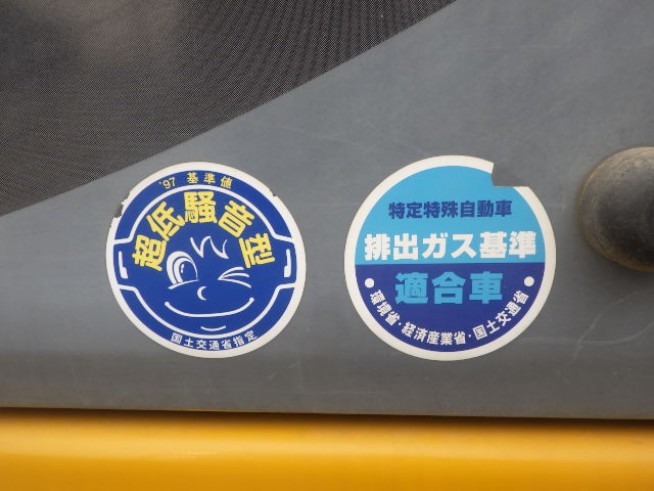 '97 基準値
超低騒音型
国土交通省指定
特定特殊自動車
排出ガス基準
適合車
・環境省・経済産業省・国土交通省・